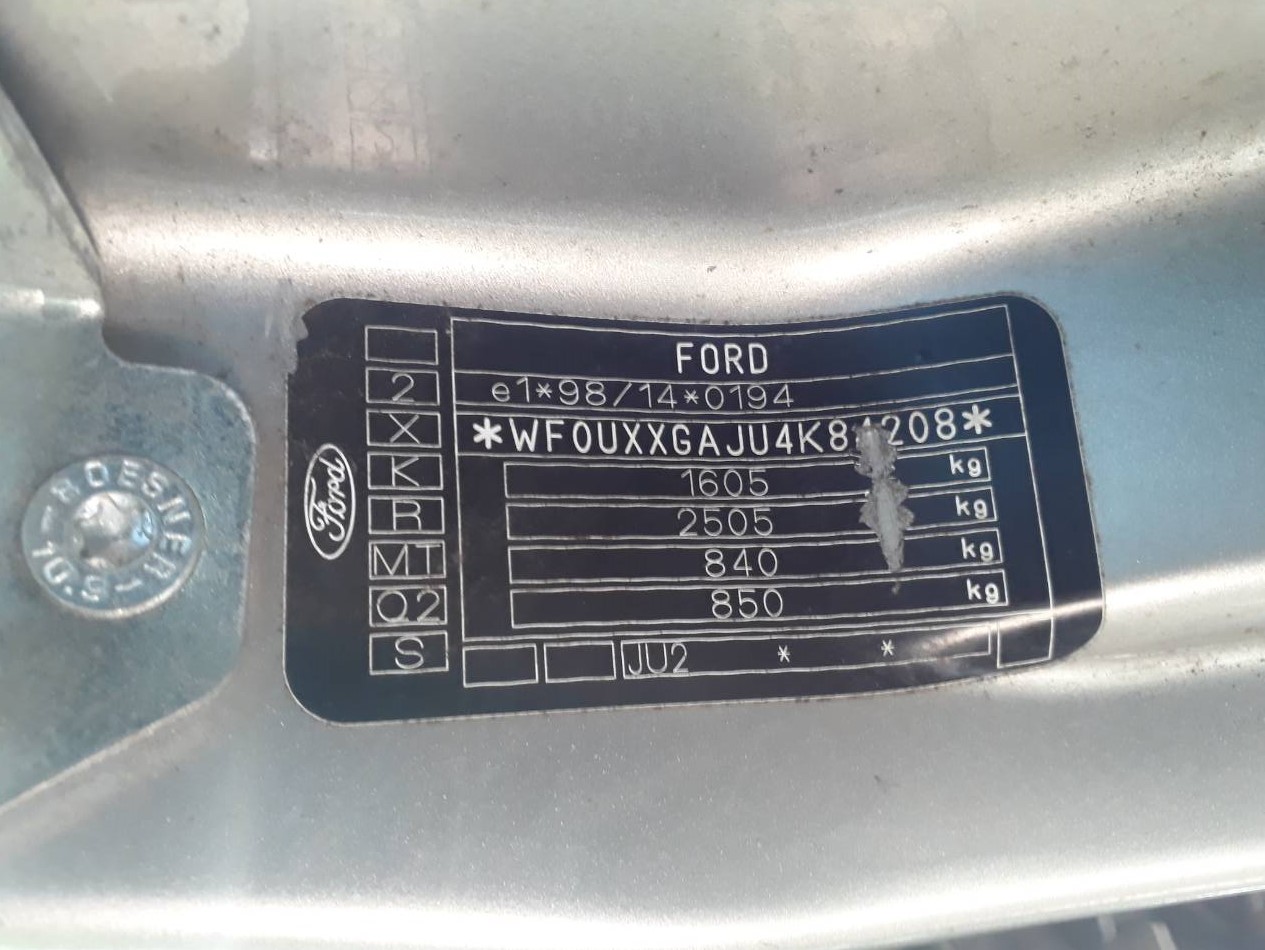 FORD
2
e1*98/14*0194
X
K
1605 kg
R
2505 kg
MT
840 kg
Q2
850 kg
S
JU2 * *
Ford